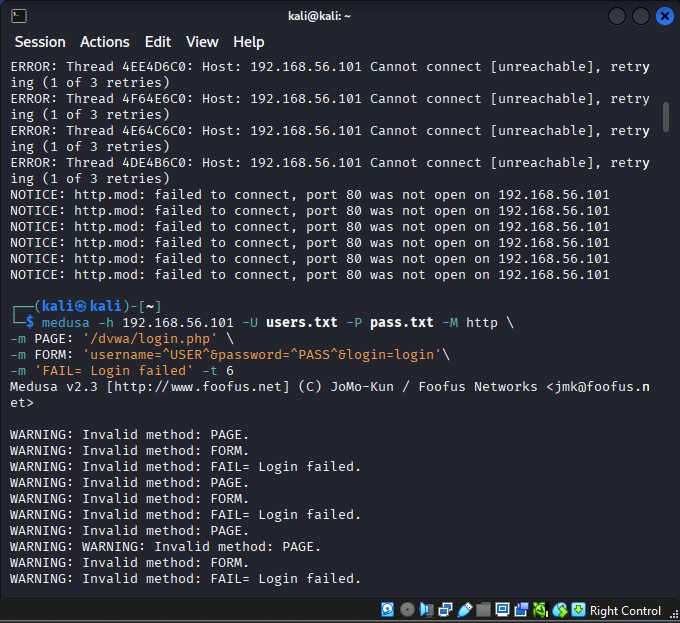 kali@kali: ~
Session Actions Edit View Help
ERROR: Thread 4EE4D6C0: Host: 192.168.56.101 Cannot connect [unreachable], retry
ing (1 of 3 retries)
ERROR: Thread 4F64E6C0: Host: 192.168.56.101 Cannot connect [unreachable], retry
ing (1 of 3 retries)
ERROR: Thread 4E64C6C0: Host: 192.168.56.101 Cannot connect [unreachable], retry
ing (1 of 3 retries)
ERROR: Thread 4DE4B6C0: Host: 192.168.56.101 Cannot connect [unreachable], retry
ing (1 of 3 retries)
NOTICE: http.mod: failed to connect, port 80 was not open on 192.168.56.101
NOTICE: http.mod: failed to connect, port 80 was not open on 192.168.56.101
NOTICE: http.mod: failed to connect, port 80 was not open on 192.168.56.101
NOTICE: http.mod: failed to connect, port 80 was not open on 192.168.56.101
NOTICE: http.mod: failed to connect, port 80 was not open on 192.168.56.101
NOTICE: http.mod: failed to connect, port 80 was not open on 192.168.56.101
┌──(kali㉿kali)-[~]
└─$ medusa -h 192.168.56.101 -U users.txt -P pass.txt -M http \
-m PAGE: '/dvwa/login.php' \
-m FORM: 'username=^USER^&password=^PASS^&login=login'\
-m 'FAIL= Login failed' -t 6
Medusa v2.3 [http://www.foofus.net] (C) JoMo-Kun / Foofus Networks <jmk@foofus.n
et>
WARNING: Invalid method: PAGE.
WARNING: Invalid method: FORM.
WARNING: Invalid method: FAIL= Login failed.
WARNING: Invalid method: PAGE.
WARNING: Invalid method: FORM.
WARNING: Invalid method: FAIL= Login failed.
WARNING: Invalid method: PAGE.
WARNING: WARNING: Invalid method: PAGE.
WARNING: Invalid method: FORM.
WARNING: Invalid method: FAIL= Login failed.
Right Control